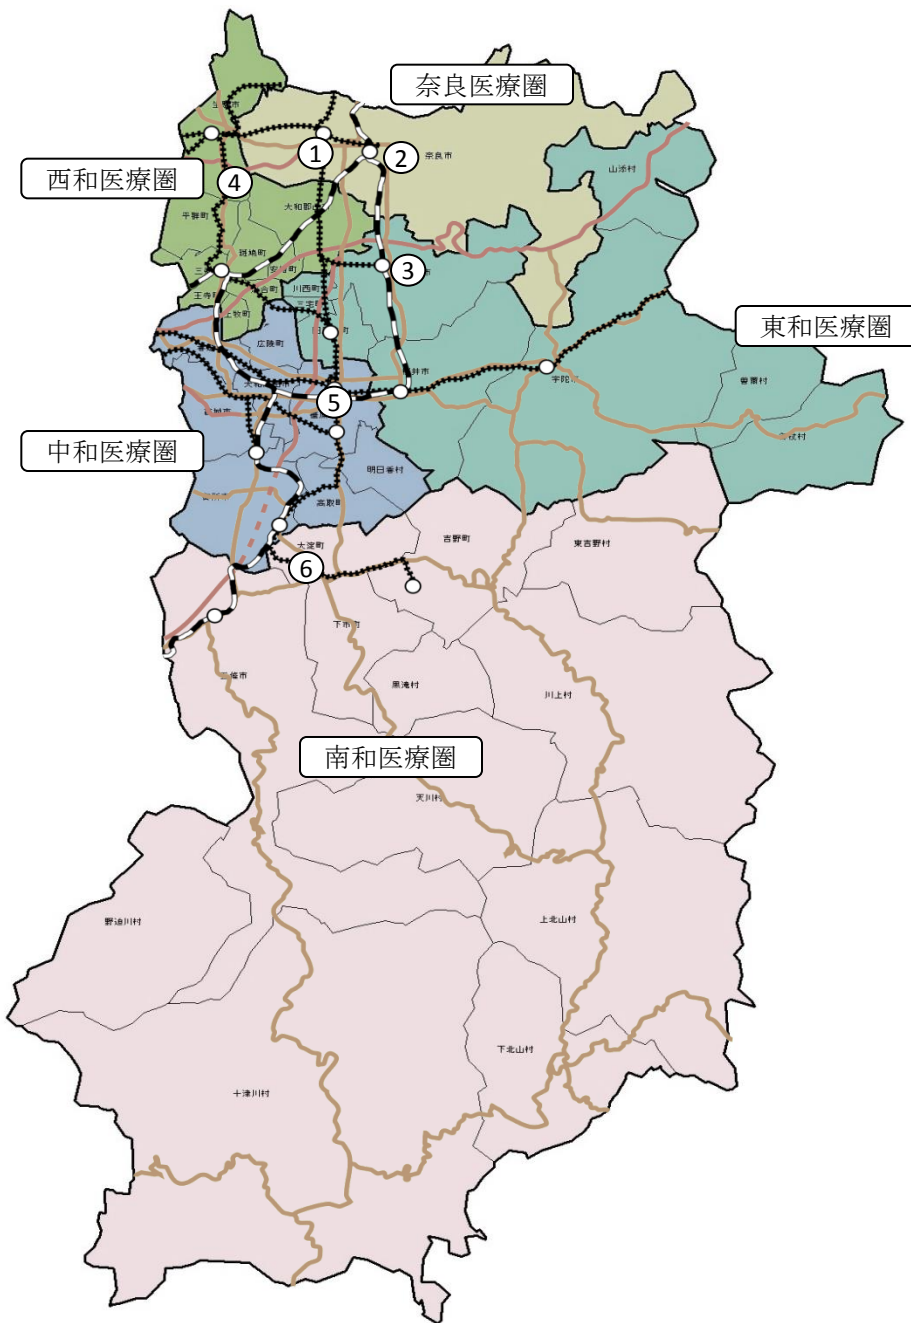 奈良医療圏
①
②
奈良市
山添村
西和医療圏
④
大和郡
平群町
斑鳩町
安堵町
③
川西町
三宅町
王寺町
上牧町
東和医療圏
広陵町
宇陀市
曽爾村
⑤
中和医療圏
明日香村
高取町
吉野町
東吉野村
大淀町
⑥
下市町
五條市
黒滝村
川上村
南和医療圏
天川村
野迫川村
上北山村
下北山村
十津川村